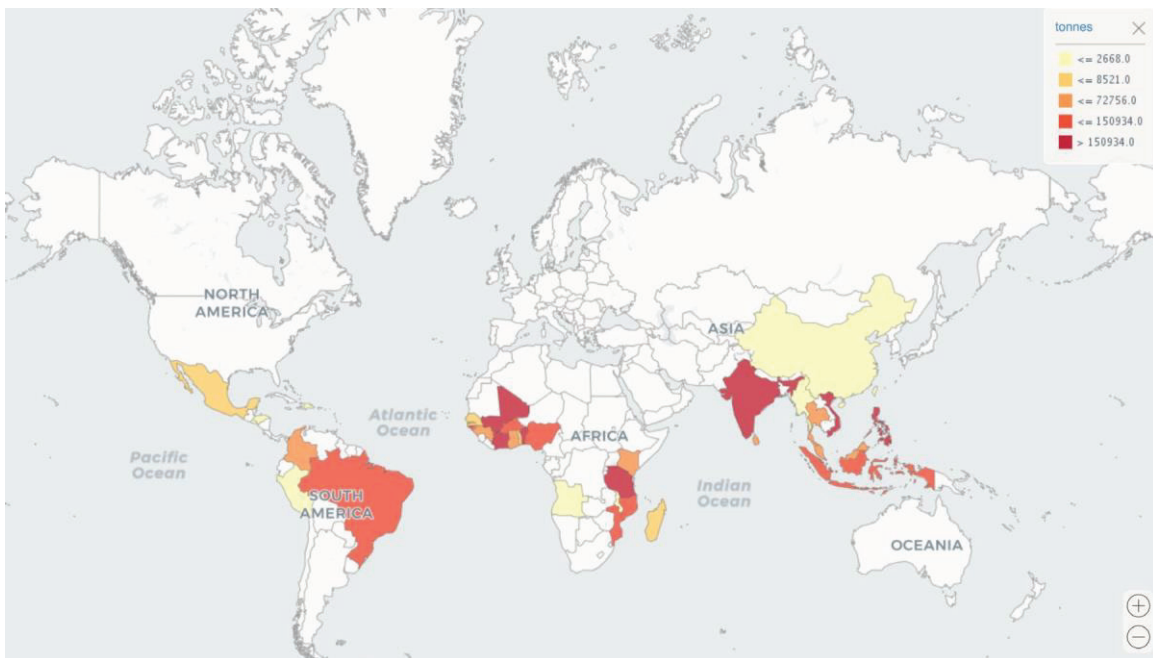 tonnes
<= 2668.0
<= 8521.0
<= 72756.0
<= 150934.0
> 150934.0
NORTH
AMERICA
ASIA
Atlantic
Ocean
AFRICA
Pacific
Ocean
Indian
Ocean
SOUTH
AMERICA
OCEANIA